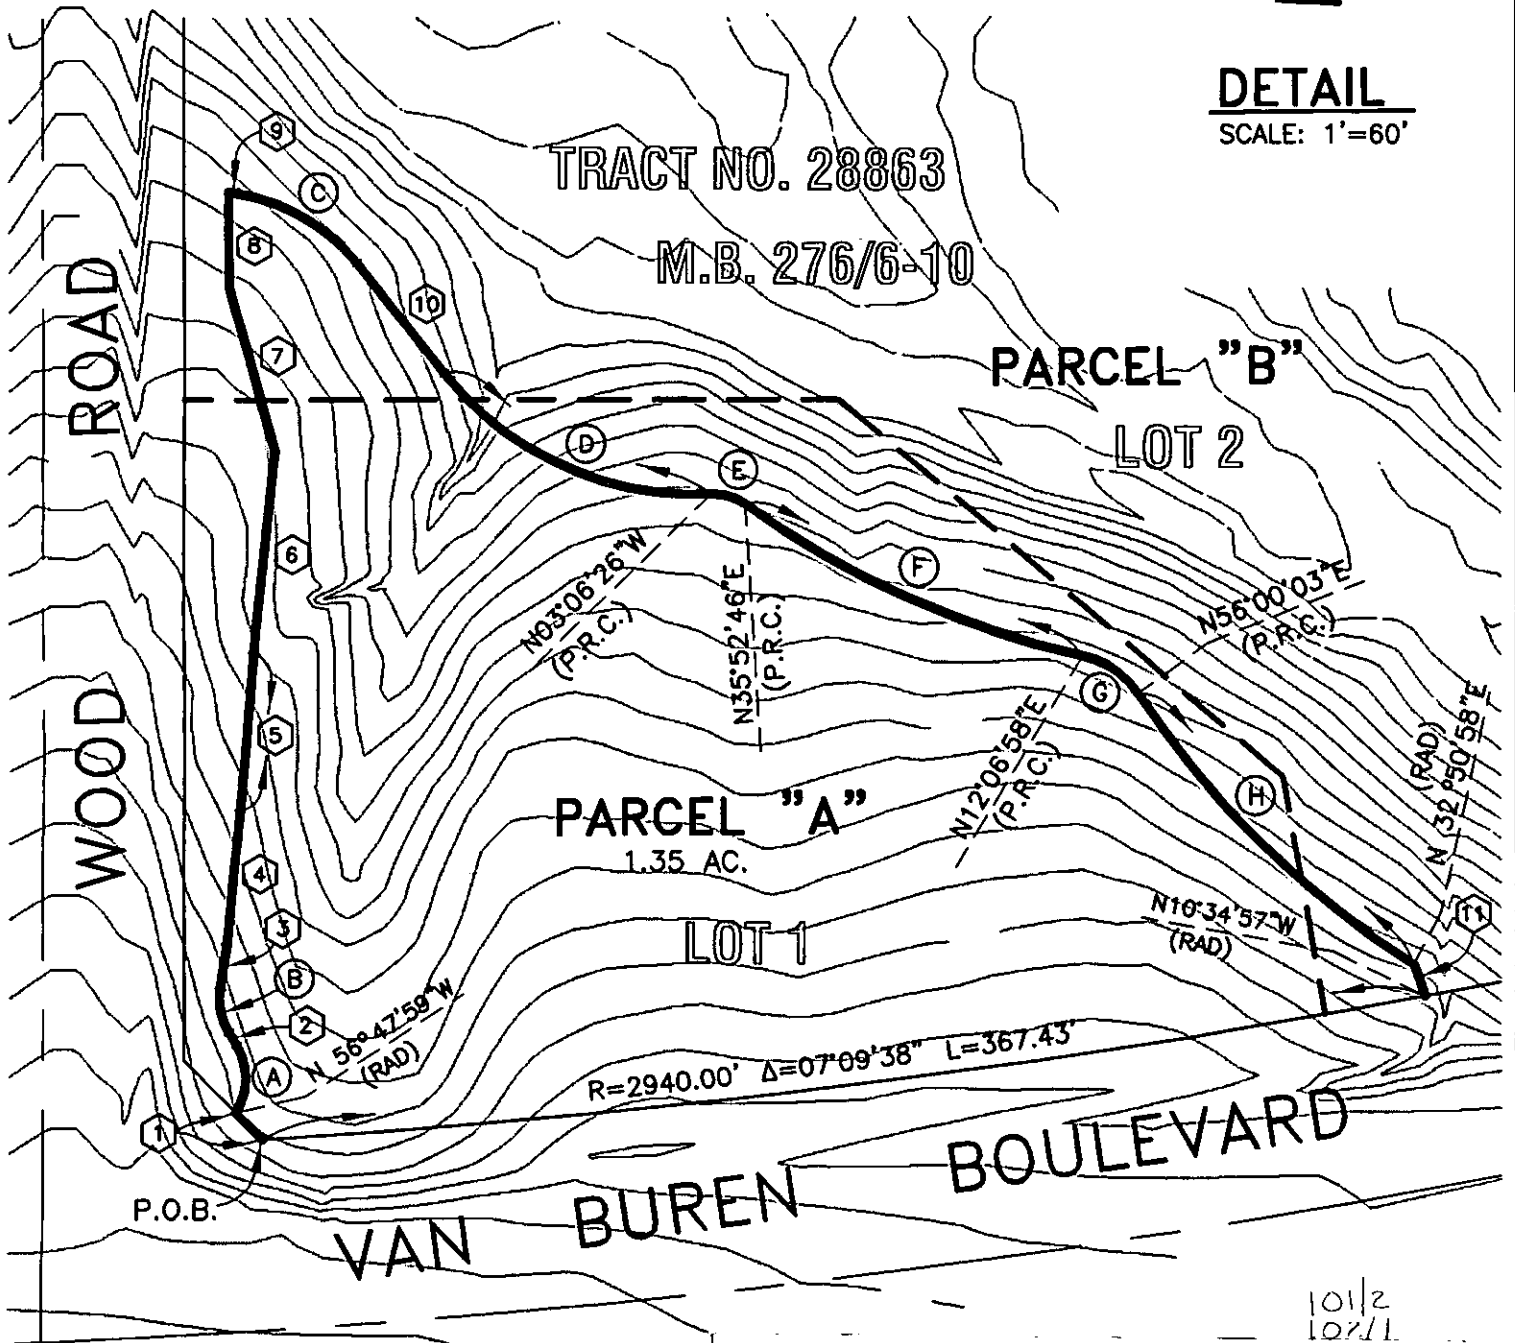 DETAIL
SCALE: 1'=60'
9
C
TRACT NO. 28863
8
M.B. 276/6-10
10
ROAD
7
PARCEL "B"
D
LOT 2
E
6
F
N03°06'26"W
(P.R.C.)
N35°52'46"E
(P.R.C.)
N56°00'03"E
(P.R.C.)
G
N12°06'58"E
(P.R.C.)
WOOD
5
H
N 32°50'58"E
(RAD)
PARCEL "A"
1.35 AC.
4
3
LOT 1
N10°34'57"W
(RAD)
11
B
2
N 56°47'59"W
(RAD)
A
R=2940.00' Δ=07°09'38" L=367.43'
1
P.O.B.
VAN BUREN BOULEVARD
101/2